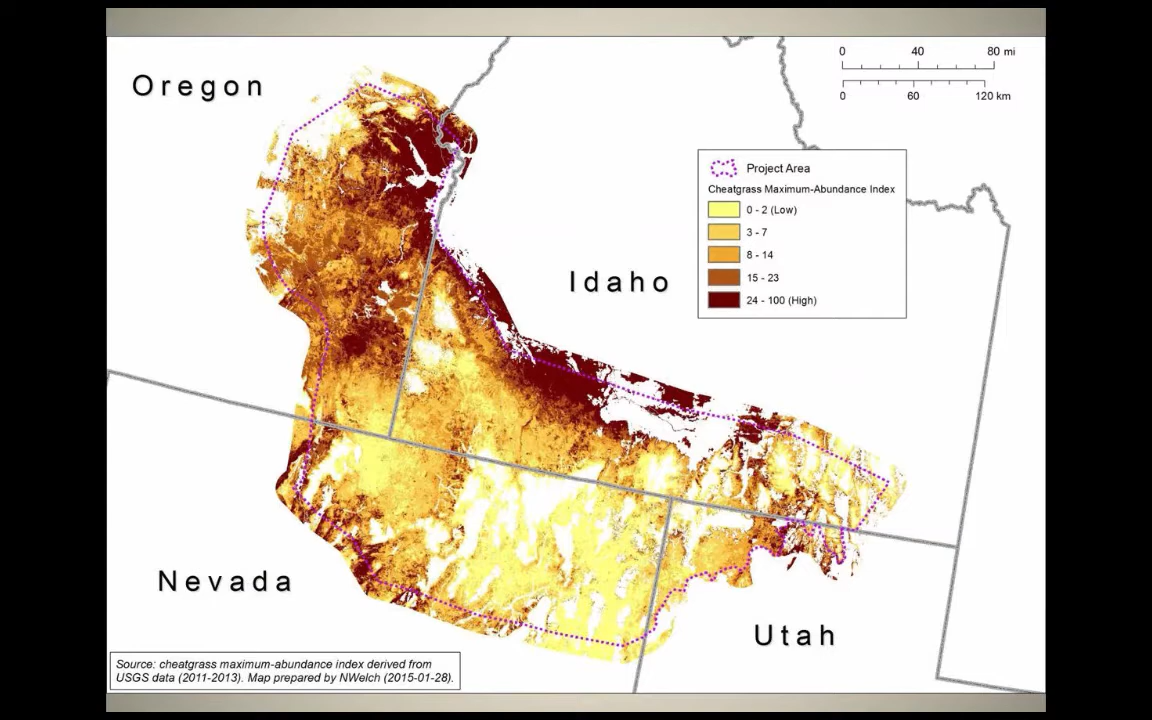 Oregon
0 40 80 mi
0 60 120 km
Project Area
Cheatgrass Maximum-Abundance Index
0 - 2 (Low)
3 - 7
8 - 14
15 - 23
24 - 100 (High)
Idaho
Nevada
Utah
Source: cheatgrass maximum-abundance index derived from
USGS data (2011-2013). Map prepared by NWelch (2015-01-28).